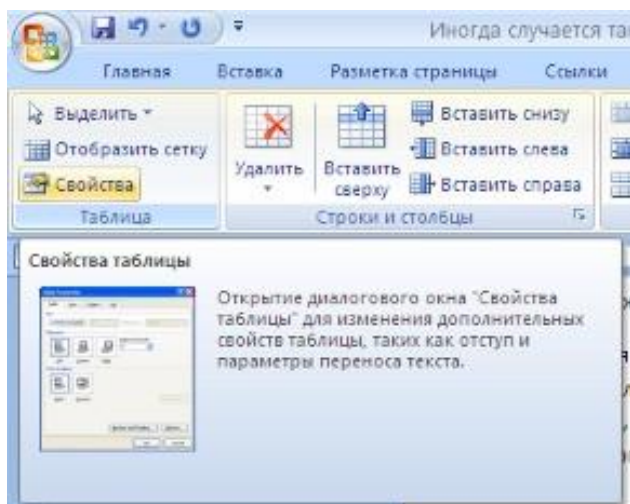 Иногда случается
Главная Вставка Разметка страницы Ссылки
Выделить
Отобразить сетку
Свойства
Таблица
Удалить
Вставить сверху
Вставить снизу
Вставить слева
Вставить справа
Строки и столбцы
Свойства таблицы
Открытие диалогового окна "Свойства
таблицы" для изменения дополнительных
свойств таблицы, таких как отступ и
параметры переноса текста.